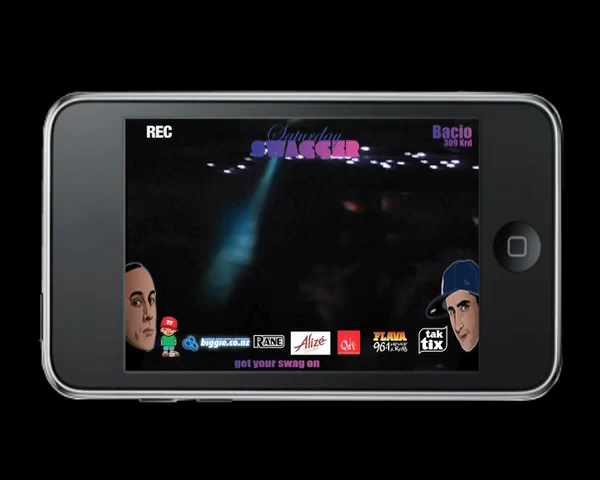 REC
Saturday
SWAGGER
Bacio
309 Krd
biggie.co.nz
RANE
Alizé
FLAVA
96.1
tak
tix
get your swag on